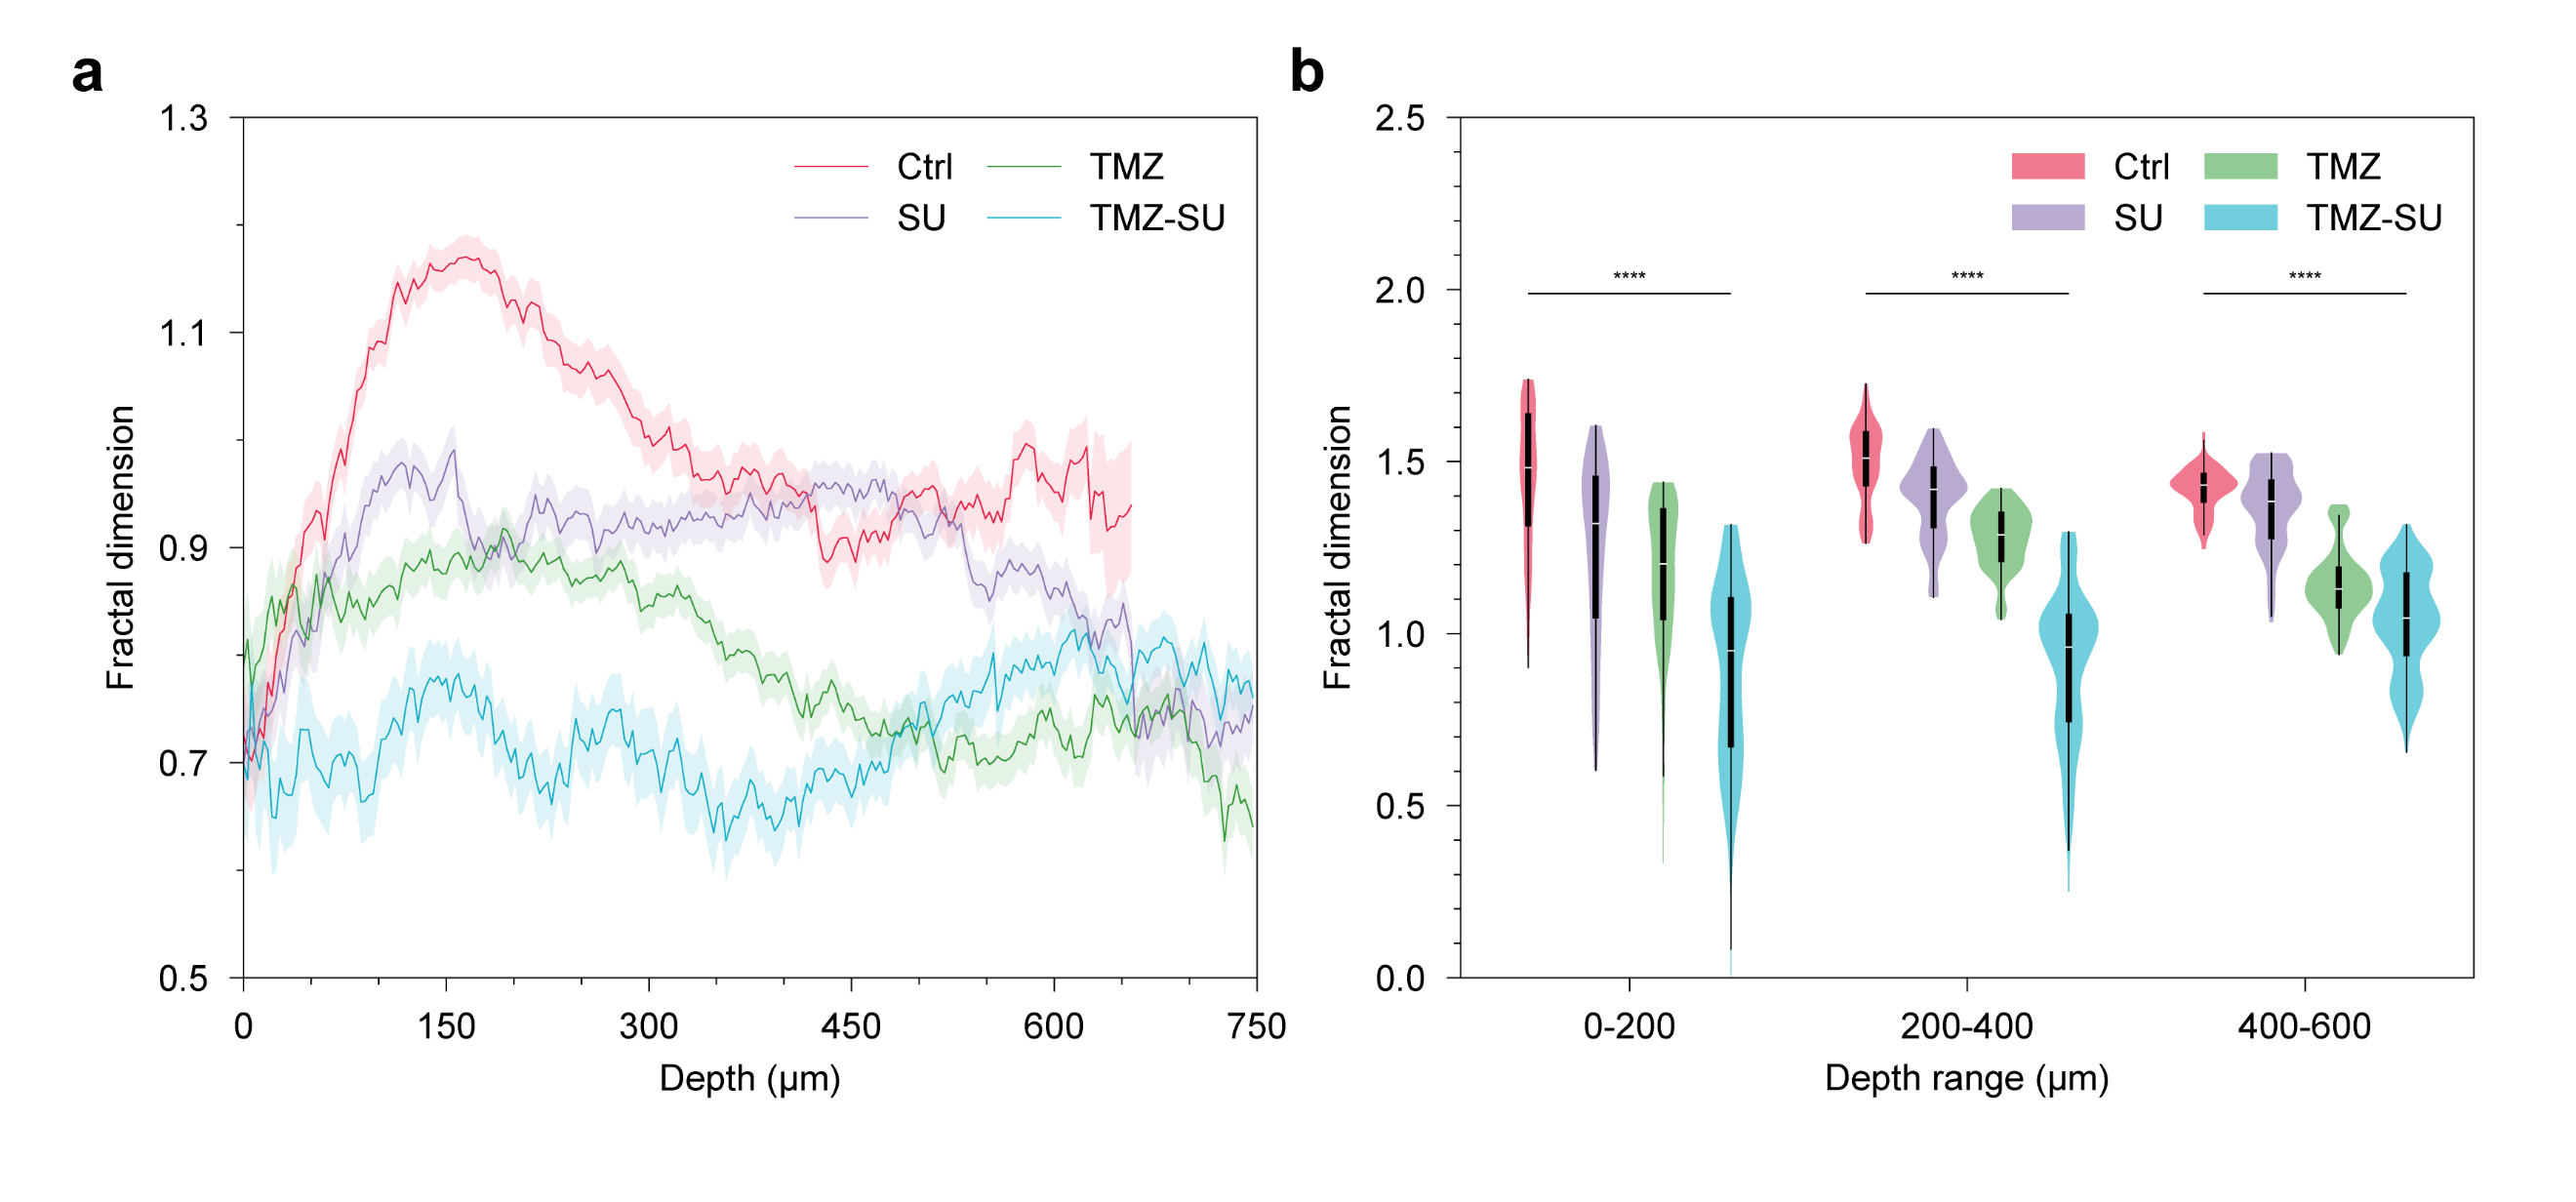 a
b
1.3
1.1
0.9
0.7
0.5
Fractal dimension
Ctrl
TMZ
SU
TMZ-SU
0
150
300
450
600
750
Depth (µm)
2.5
2.0
1.5
1.0
0.5
0.0
Fractal dimension
Ctrl
TMZ
SU
TMZ-SU
****
****
****
0-200
200-400
400-600
Depth range (µm)